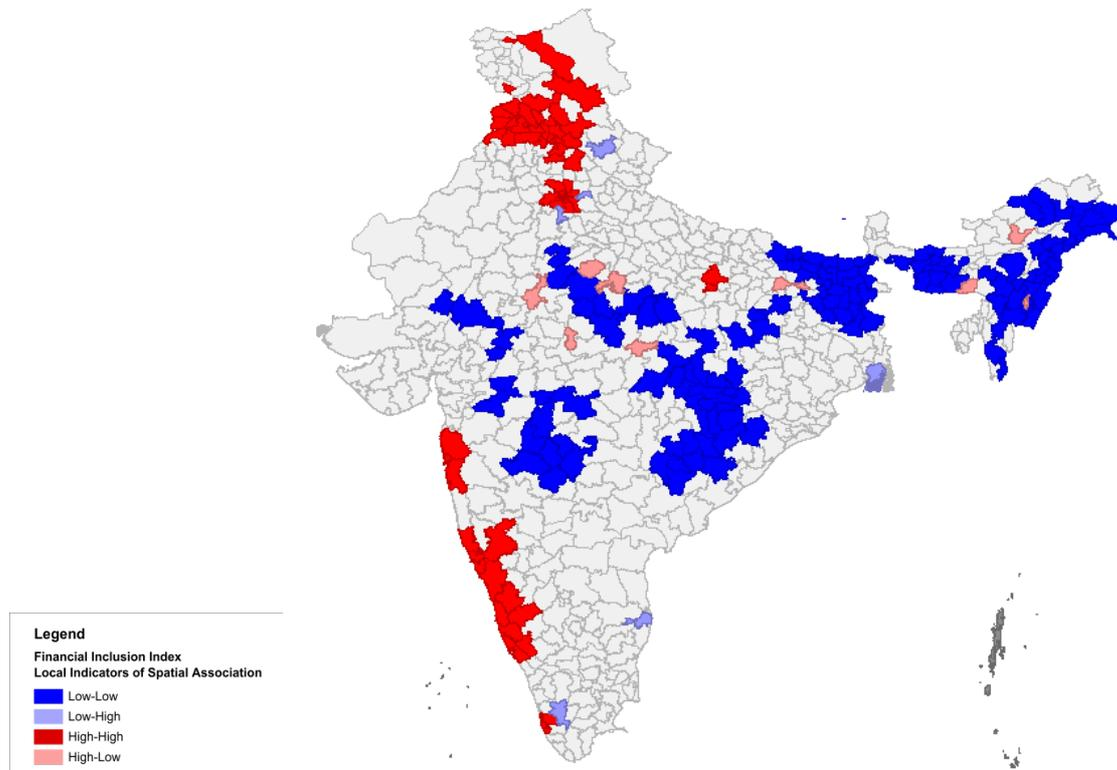 Legend
Financial Inclusion Index
Local Indicators of Spatial Association
Low-Low
Low-High
High-High
High-Low